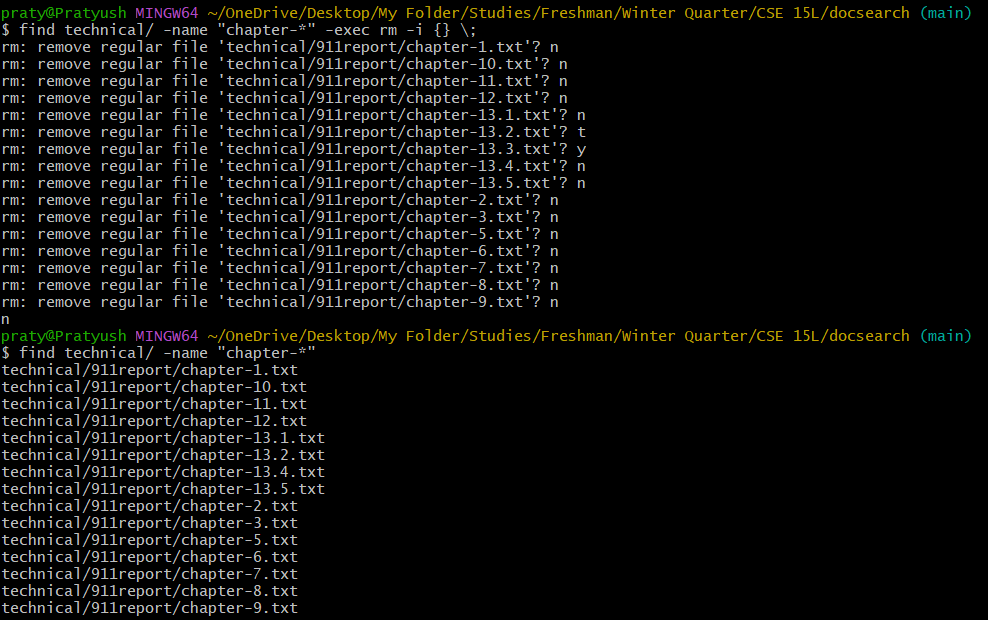 praty@Pratyush MINGW64 ~/OneDrive/Desktop/My Folder/Studies/Freshman/Winter Quarter/CSE 15L/docsearch (main)
$ find technical/ -name "chapter-*" -exec rm -i {} \;
rm: remove regular file 'technical/911report/chapter-1.txt'? n
rm: remove regular file 'technical/911report/chapter-10.txt'? n
rm: remove regular file 'technical/911report/chapter-11.txt'? n
rm: remove regular file 'technical/911report/chapter-12.txt'? n
rm: remove regular file 'technical/911report/chapter-13.1.txt'? n
rm: remove regular file 'technical/911report/chapter-13.2.txt'? t
rm: remove regular file 'technical/911report/chapter-13.3.txt'? y
rm: remove regular file 'technical/911report/chapter-13.4.txt'? n
rm: remove regular file 'technical/911report/chapter-13.5.txt'? n
rm: remove regular file 'technical/911report/chapter-2.txt'? n
rm: remove regular file 'technical/911report/chapter-3.txt'? n
rm: remove regular file 'technical/911report/chapter-5.txt'? n
rm: remove regular file 'technical/911report/chapter-6.txt'? n
rm: remove regular file 'technical/911report/chapter-7.txt'? n
rm: remove regular file 'technical/911report/chapter-8.txt'? n
rm: remove regular file 'technical/911report/chapter-9.txt'? n
n
praty@Pratyush MINGW64 ~/OneDrive/Desktop/My Folder/Studies/Freshman/Winter Quarter/CSE 15L/docsearch (main)
$ find technical/ -name "chapter-*"
technical/911report/chapter-1.txt
technical/911report/chapter-10.txt
technical/911report/chapter-11.txt
technical/911report/chapter-12.txt
technical/911report/chapter-13.1.txt
technical/911report/chapter-13.2.txt
technical/911report/chapter-13.4.txt
technical/911report/chapter-13.5.txt
technical/911report/chapter-2.txt
technical/911report/chapter-3.txt
technical/911report/chapter-5.txt
technical/911report/chapter-6.txt
technical/911report/chapter-7.txt
technical/911report/chapter-8.txt
technical/911report/chapter-9.txt